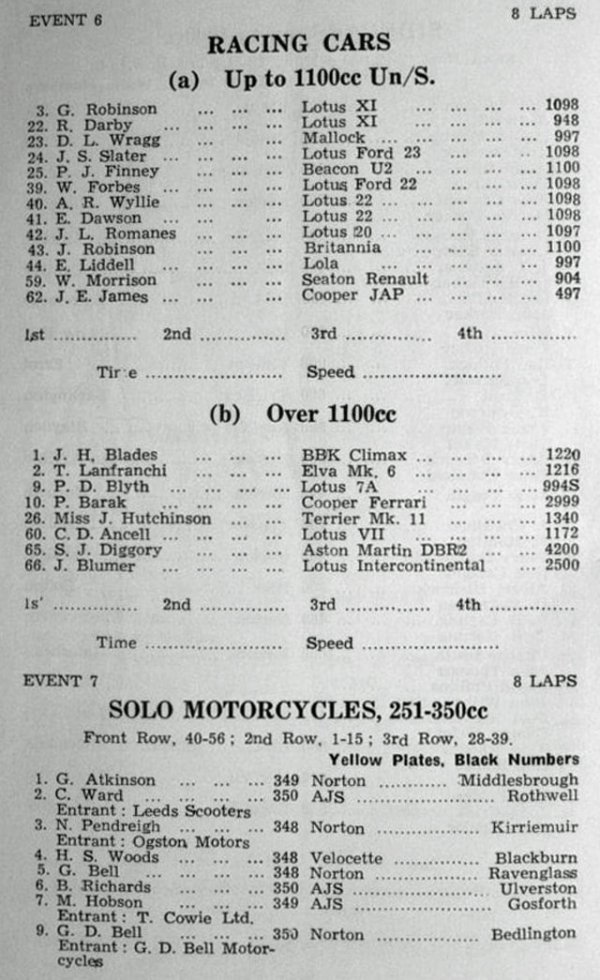 EVENT 6 8 LAPS
RACING CARS
(a) Up to 1100cc Un/S.
3. G. Robinson ... ... ... Lotus XI ... ... ... ... 1098
22. R. Darby ... ... ... ... Lotus XI ... ... ... ... 948
23. D. L. Wragg ... ... ... Mallock ... ... ... ... ... 997
24. J. S. Slater ... ... ... ... Lotus Ford 23 ... ... ... 1098
25. P. J. Finney ... ... ... Beacon U2 ... ... ... ... 1100
39. W. Forbes ... ... ... ... Lotus Ford 22 ... ... ... 1098
40. A. R. Wyllie ... ... ... Lotus 22 ... ... ... ... ... 1098
41. E. Dawson ... ... ... Lotus 22 ... ... ... ... ... 1098
42. J. L. Romanes ... ... ... Lotus 20 ... ... ... ... ... 1097
43. J. Robinson ... ... ... Britannia ... ... ... ... 1100
44. E. Liddell ... ... ... ... Lola ... ... ... ... ... 997
59. W. Morrison ... ... ... Seaton Renault ... ... ... 904
62. J. E. James ... ... ... Cooper JAP ... ... ... ... 497
1st .............. 2nd .............. 3rd .............. 4th ..............
Tir e ....................... Speed .......................
(b) Over 1100cc
1. J. H. Blades ... ... ... BBK Climax ... ... ... ... 1220
2. T. Lanfranchi ... ... ... Elva Mk. 6 ... ... ... ... 1216
9. P. D. Blyth ... ... ... ... Lotus 7A ... ... ... ... 994S
10. P. Barak ... ... ... ... Cooper Ferrari ... ... ... 2999
26. Miss J. Hutchinson ... ... Terrier Mk. 11 ... ... ... 1340
60. C. D. Ancell ... ... ... ... Lotus VII ... ... ... ... 1172
65. S. J. Diggory ... ... ... Aston Martin DBR2 ... ... 4200
66. J. Blumer ... ... ... ... Lotus Intercontinental ... 2500
1s' .............. 2nd .............. 3rd .............. 4th ..............
Time ....................... Speed .......................
EVENT 7 8 LAPS
SOLO MOTORCYCLES, 251-350cc
Front Row, 40-56; 2nd Row, 1-15; 3rd Row, 28-39.
Yellow Plates, Black Numbers
1. G. Atkinson ... ... ... 349 Norton ............ Middlesbrough
2. C. Ward ... ... ... ... 350 AJS ........................ Rothwell
Entrant : Leeds Scooters
3. N. Pendreigh ... ... ... 348 Norton .................. Kirriemuir
Entrant : Ogston Motors
4. H. S. Woods ... ... ... 348 Velocette ............... Blackburn
5. G. Bell ... ... ... ... 348 Norton .................. Ravenglass
6. B. Richards ... ... ... 350 AJS ........................ Ulverston
7. M. Hobson ... ... ... 349 AJS ........................ Gosforth
Entrant : T. Cowie Ltd.
9. G. D. Bell ... ... ... 350 Norton .................. Bedlington
Entrant : G. D. Bell Motor-
cycles